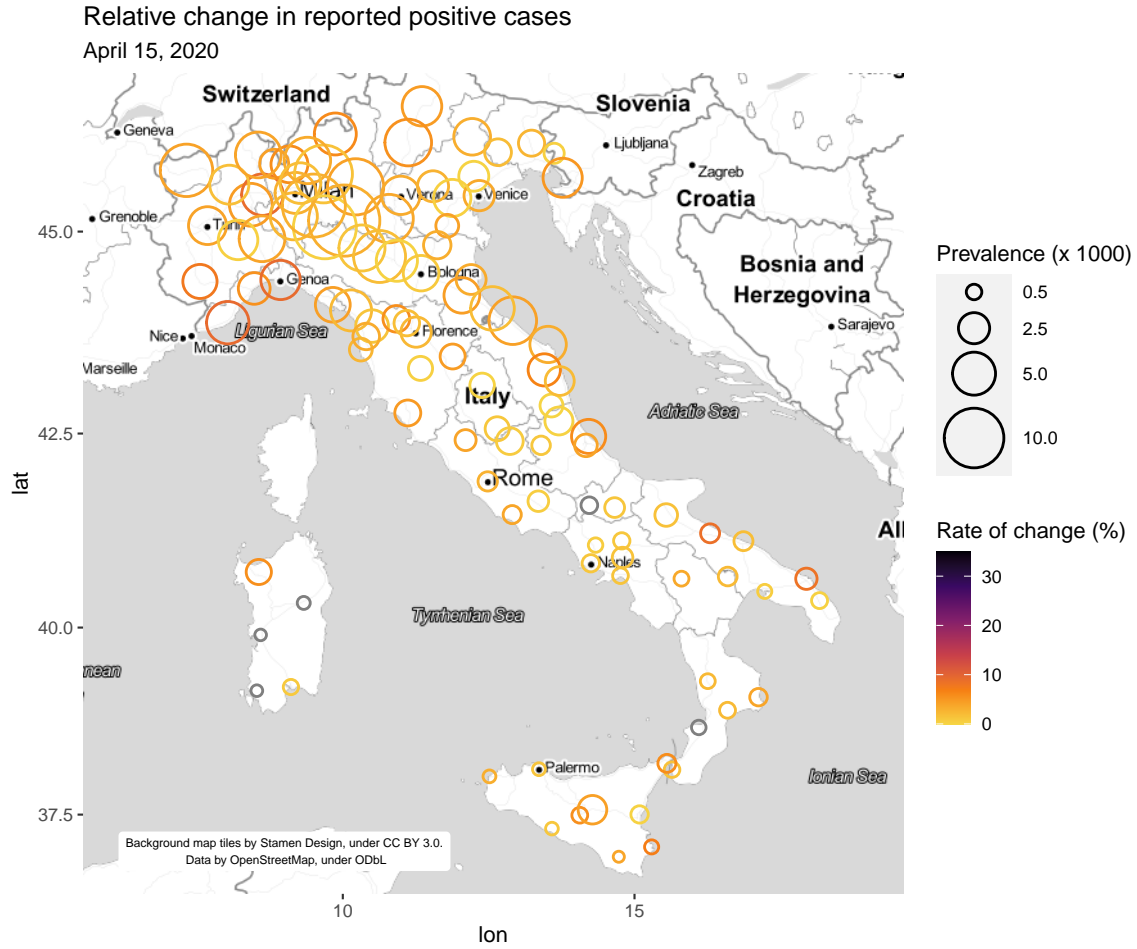 Relative change in reported positive cases
April 15, 2020
Switzerland
Slovenia
Geneva
Ljubljana
Zagreb
Croatia
Milan
Verona
Venice
Grenoble
Turin
45.0
Bosnia and
Herzegovina
Genoa
Bologna
Sarajevo
Nice
Monaco
Ligurian Sea
Florence
Marseille
Italy
Adriatic Sea
42.5
lat
Rome
All
Naples
Tyrrhenian Sea
40.0
nean
Palermo
Ionian Sea
37.5
Background map tiles by Stamen Design, under CC BY 3.0.
Data by OpenStreetMap, under ODbL
10
15
lon
Prevalence (x 1000)
0.5
2.5
5.0
10.0
Rate of change (%)
30
20
10
0